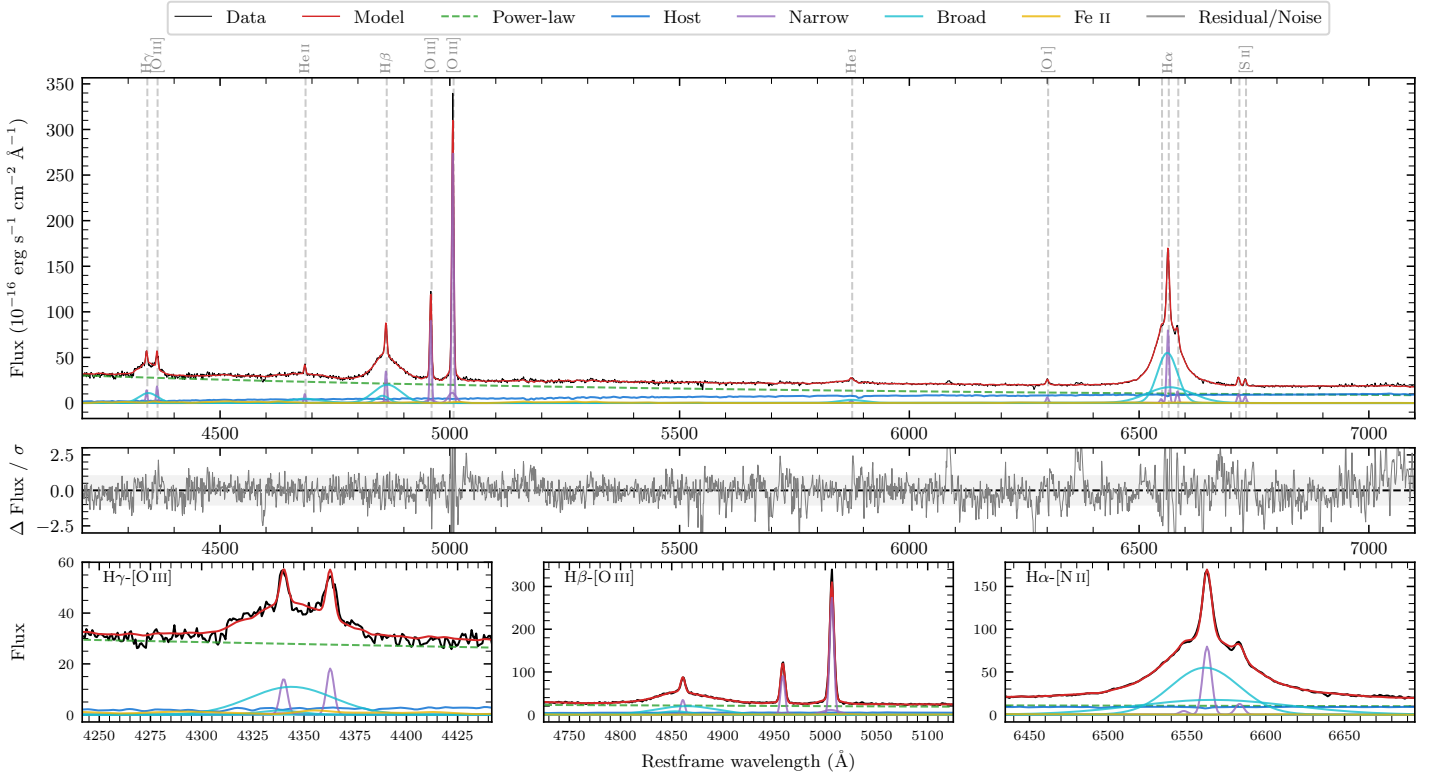 Data Model Power-law Host Narrow Broad Fe II Residual/Noise
Hγ [O III] He II Hβ [O III] [O III] He I [O I] Hα [S II]
Flux (10⁻¹⁶ erg s⁻¹ cm⁻² Å⁻¹)
350
300
250
200
150
100
50
0
4500 5000 5500 6000 6500 7000
Δ Flux / σ
2.5
0.0
−2.5
4500 5000 5500 6000 6500 7000
Flux
Hγ-[O III]
60
40
20
0
4250 4275 4300 4325 4350 4375 4400 4425
Hβ-[O III]
300
200
100
0
4750 4800 4850 4900 4950 5000 5050 5100
Hα-[N II]
150
100
50
0
6450 6500 6550 6600 6650
Restframe wavelength (Å)